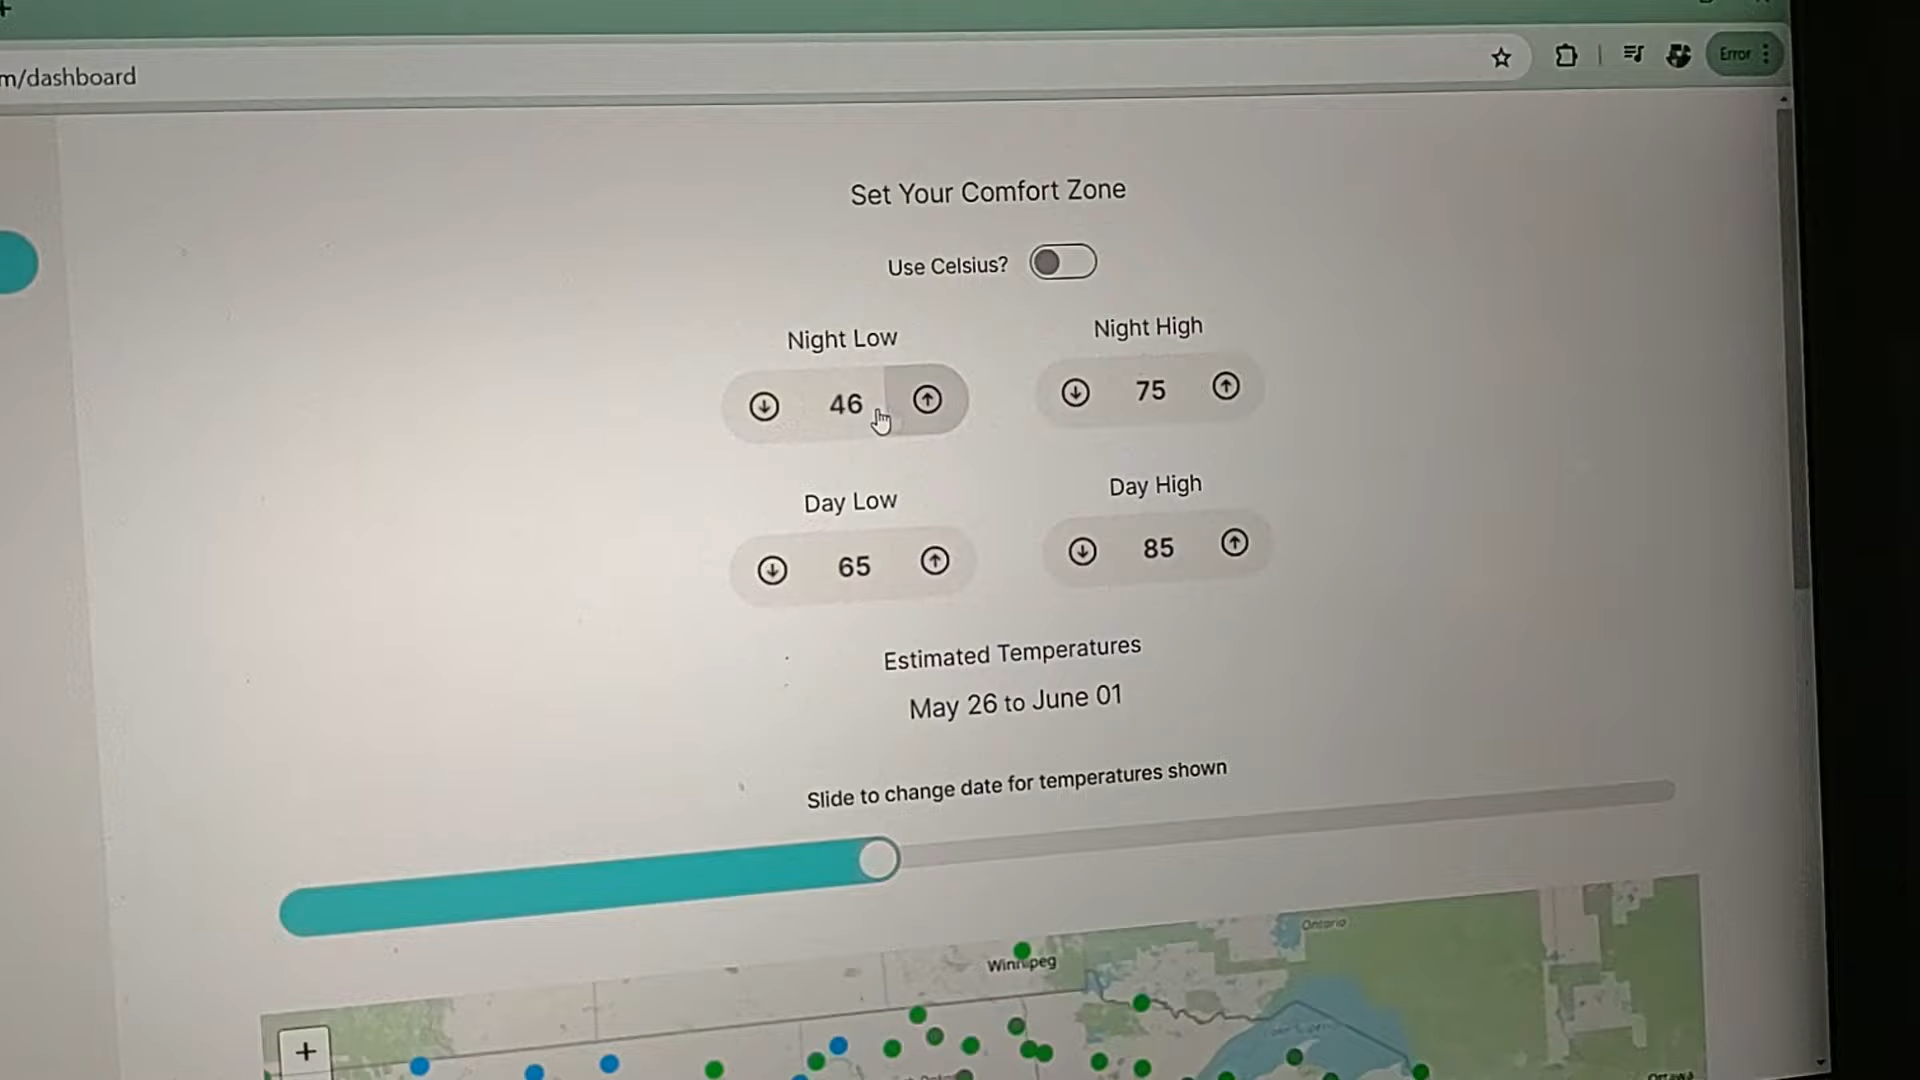 m/dashboard
Error
Set Your Comfort Zone
Use Celsius?
Night Low
Night High
46
75
Day Low
Day High
65
85
Estimated Temperatures
May 26 to June 01
Slide to change date for temperatures shown
Ontario
Winnipeg
+
Ottawa